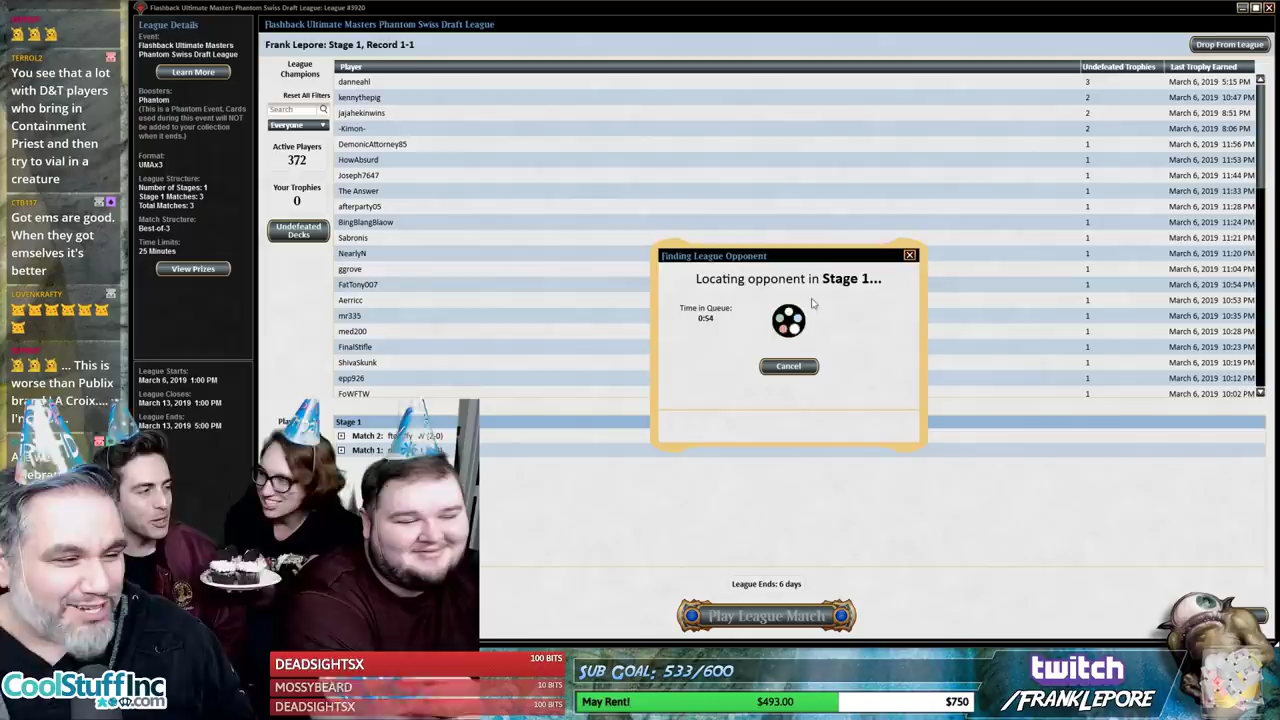 Flashback Ultimate Masters Phantom Swiss Draft League: League #3920
TERROL2
You see that a lot
with D&T players
who bring in
Containment
Priest and then
try to vial in a
creature
CTB117
Got ems are good.
When they got
emselves it's
better
LOVENKRAFTY
... This is
worse than Publix
League Details
Event:
Flashback Ultimate Masters
Phantom Swiss Draft League
Learn More
Boosters:
Phantom
(This is a Phantom Event. Cards
used during this event will NOT
be added to your collection
when it ends.)
Format:
UMAx3
League Structure:
Number of Stages: 1
Stage 1 Matches: 3
Total Matches: 3
Match Structure:
Best-of-3
Time Limits:
25 Minutes
View Prizes
League Starts:
March 6, 2019 1:00 PM
League Closes:
March 13, 2019 1:00 PM
League Ends:
March 13, 2019 5:00 PM
Flashback Ultimate Masters Phantom Swiss Draft League
Frank Lepore: Stage 1, Record 1-1
Drop From League
League
Champions
Reset All Filters
Search
Everyone
Active Players
372
Your Trophies
0
Undefeated
Decks
Player Undefeated Trophies Last Trophy Earned
danneahl 3 March 6, 2019 5:15 PM
kennythepig 2 March 6, 2019 10:47 PM
jajahekinwins 2 March 6, 2019 8:51 PM
-Kimon- 2 March 6, 2019 8:06 PM
DemonicAttorney85 1 March 6, 2019 11:56 PM
HowAbsurd 1 March 6, 2019 11:53 PM
Joseph7647 1 March 6, 2019 11:44 PM
The Answer 1 March 6, 2019 11:33 PM
afterparty05 1 March 6, 2019 11:28 PM
BingBlangBlaow 1 March 6, 2019 11:24 PM
Sabronis 1 March 6, 2019 11:21 PM
NearlyN 1 March 6, 2019 11:20 PM
ggrove 1 March 6, 2019 11:04 PM
FatTony007 1 March 6, 2019 10:54 PM
Aerricc 1 March 6, 2019 10:53 PM
mr335 1 March 6, 2019 10:35 PM
med200 1 March 6, 2019 10:28 PM
FinalStifle 1 March 6, 2019 10:23 PM
ShivaSkunk 1 March 6, 2019 10:19 PM
epp926 1 March 6, 2019 10:12 PM
FoWFTW 1 March 6, 2019 10:02 PM
Finding League Opponent
Locating opponent in Stage 1...
Time in Queue:
0:54
Cancel
Stage 1
Match 2:
Match 1:
League Ends: 6 days
Play League Match
CoolStuffInc
.com
DEADSIGHTSX 100 BITS
MOSSYBEARD 10 BITS
DEADSIGHTSX 100 BITS
SUB GOAL: 533/600
May Rent! $493.00 $750
twitch
/FRANKLEPORE